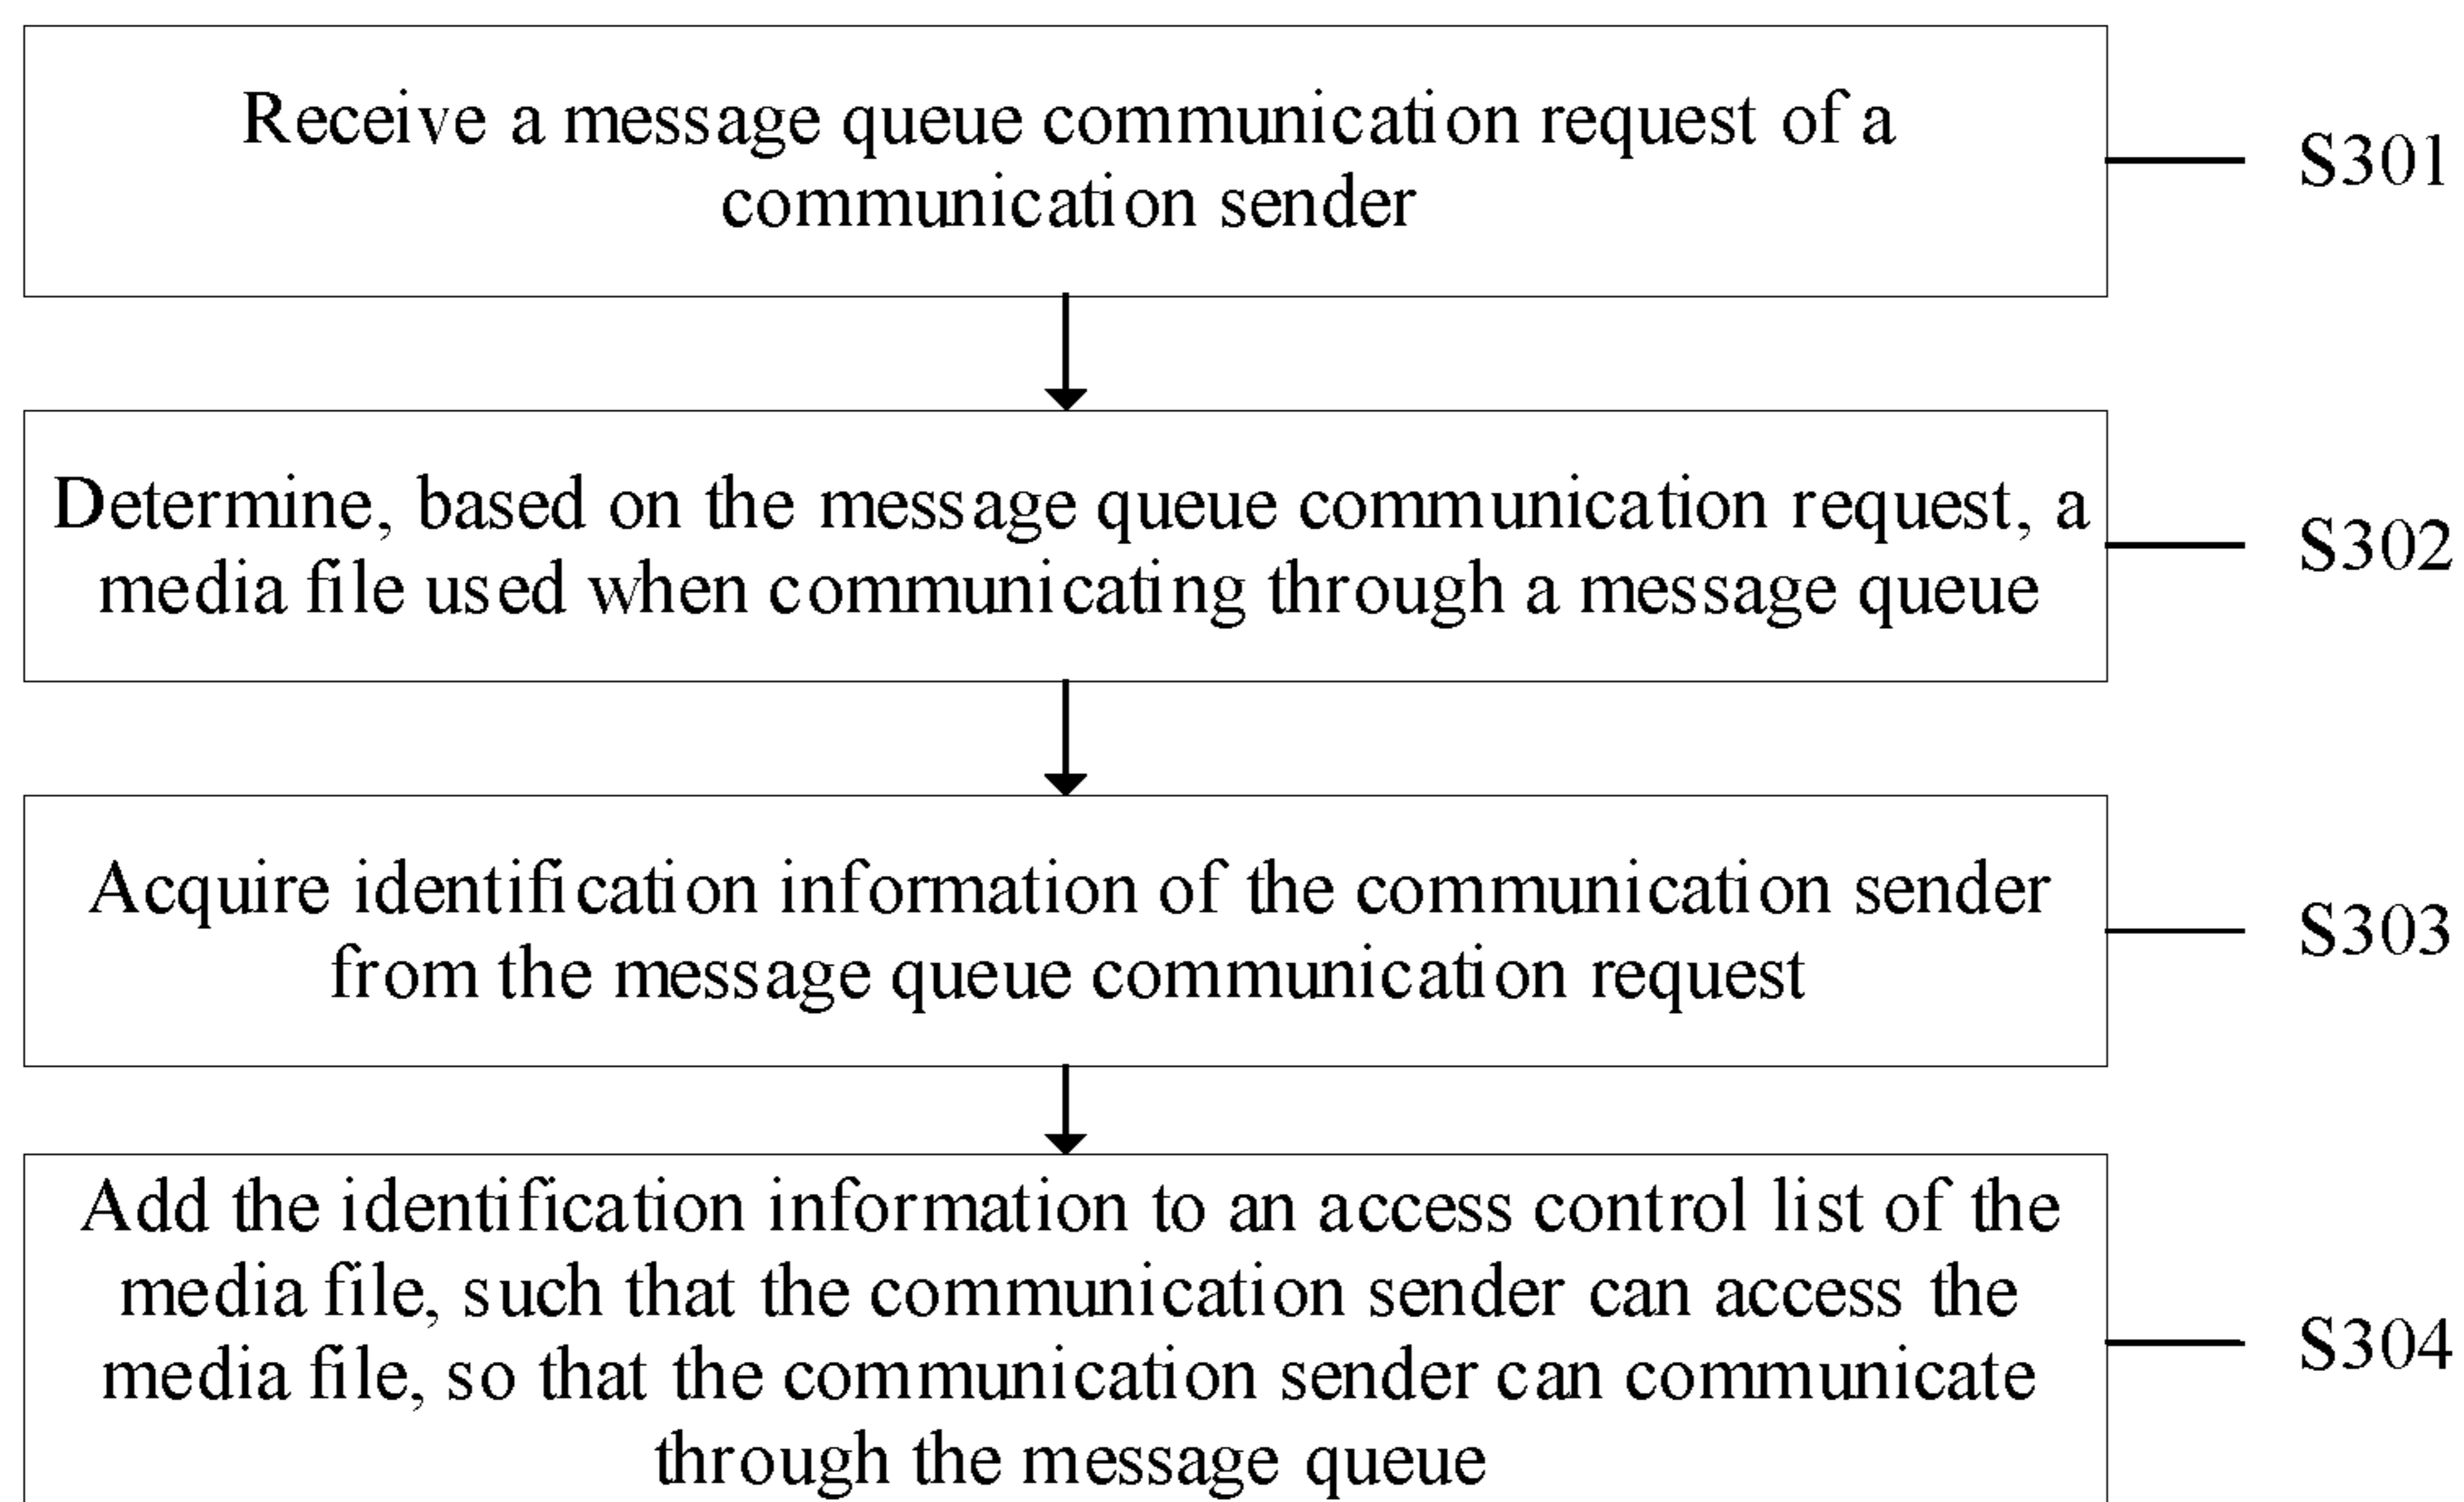 Receive a message queue communication request of a
communication sender
S301
Determine, based on the message queue communication request, a
media file used when communicating through a message queue
S302
Acquire identification information of the communication sender
from the message queue communication request
S303
Add the identification information to an access control list of the
media file, such that the communication sender can access the
media file, so that the communication sender can communicate
through the message queue
S304